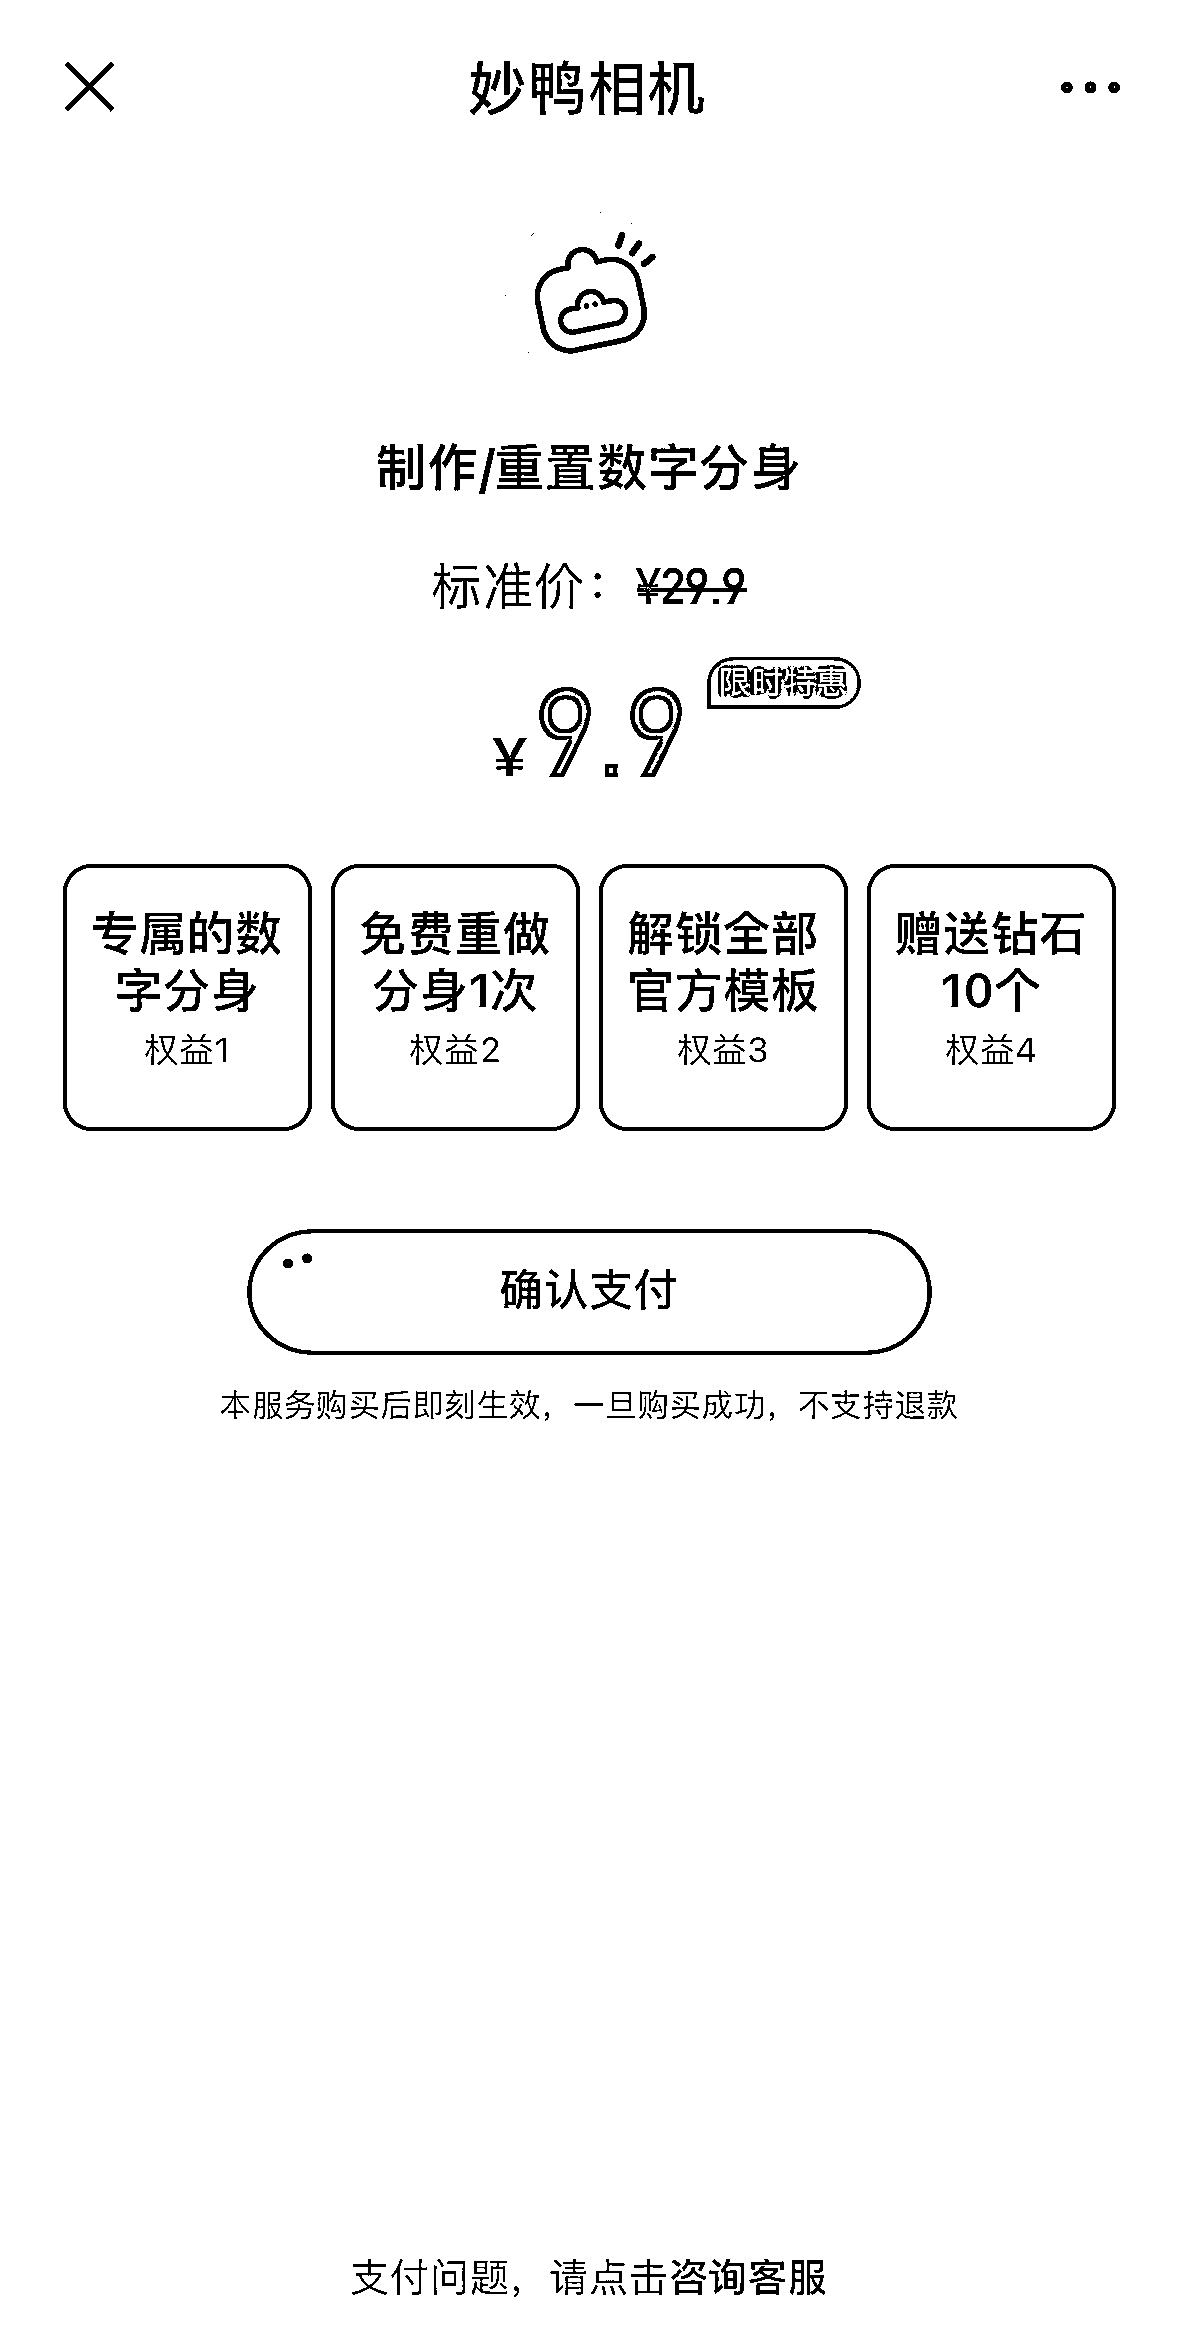 妙鸭相机
制作/重置数字分身
标准价：¥29.9
限时特惠
¥9.9
专属的数
字分身
权益1
免费重做
分身1次
权益2
解锁全部
官方模板
权益3
赠送钻石
10个
权益4
确认支付
本服务购买后即刻生效，一旦购买成功，不支持退款
支付问题，请点击咨询客服